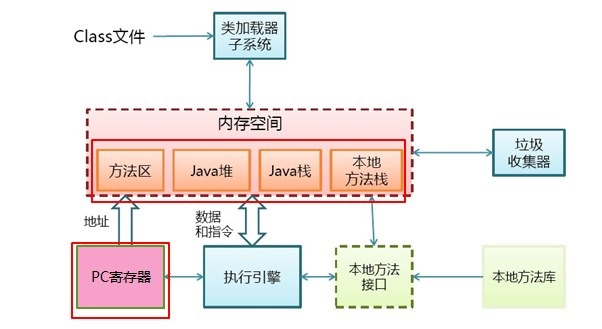 Class文件
类加载器
子系统
内存空间
方法区
Java堆
Java栈
本地
方法栈
垃圾
收集器
地址
数据
和指令
PC寄存器
执行引擎
本地方法
接口
本地方法库